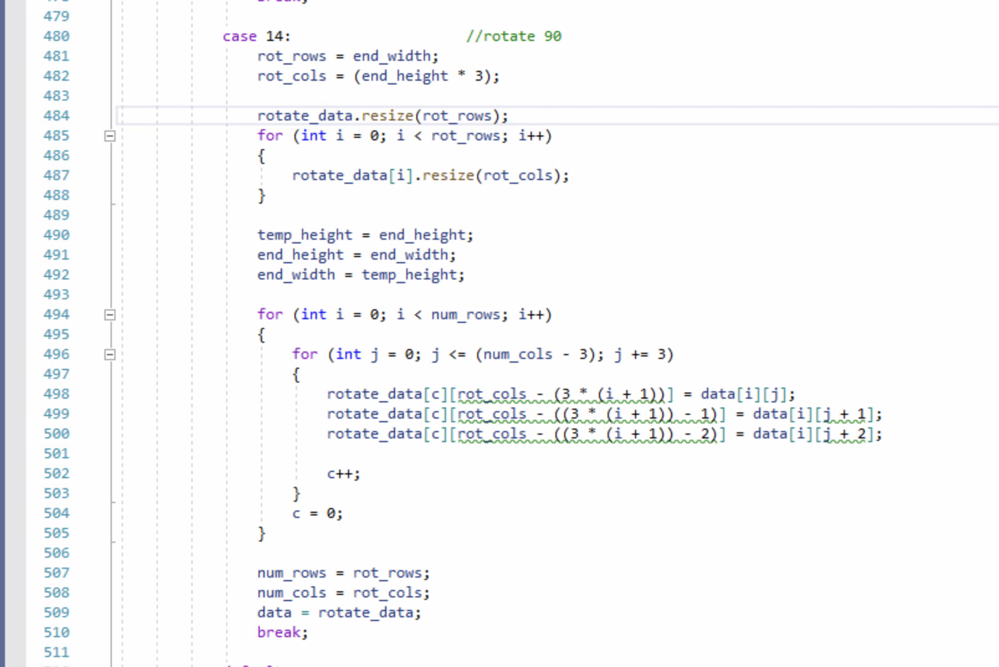 479
480 case 14: //rotate 90
481 rot_rows = end_width;
482 rot_cols = (end_height * 3);
483
484 rotate_data.resize(rot_rows);
485 for (int i = 0; i < rot_rows; i++)
486 {
487 rotate_data[i].resize(rot_cols);
488 }
489
490 temp_height = end_height;
491 end_height = end_width;
492 end_width = temp_height;
493
494 for (int i = 0; i < num_rows; i++)
495 {
496 for (int j = 0; j <= (num_cols - 3); j += 3)
497 {
498 rotate_data[c][rot_cols - (3 * (i + 1))] = data[i][j];
499 rotate_data[c][rot_cols - ((3 * (i + 1)) - 1)] = data[i][j + 1];
500 rotate_data[c][rot_cols - ((3 * (i + 1)) - 2)] = data[i][j + 2];
501
502 c++;
503 }
504 c = 0;
505 }
506
507 num_rows = rot_rows;
508 num_cols = rot_cols;
509 data = rotate_data;
510 break;
511